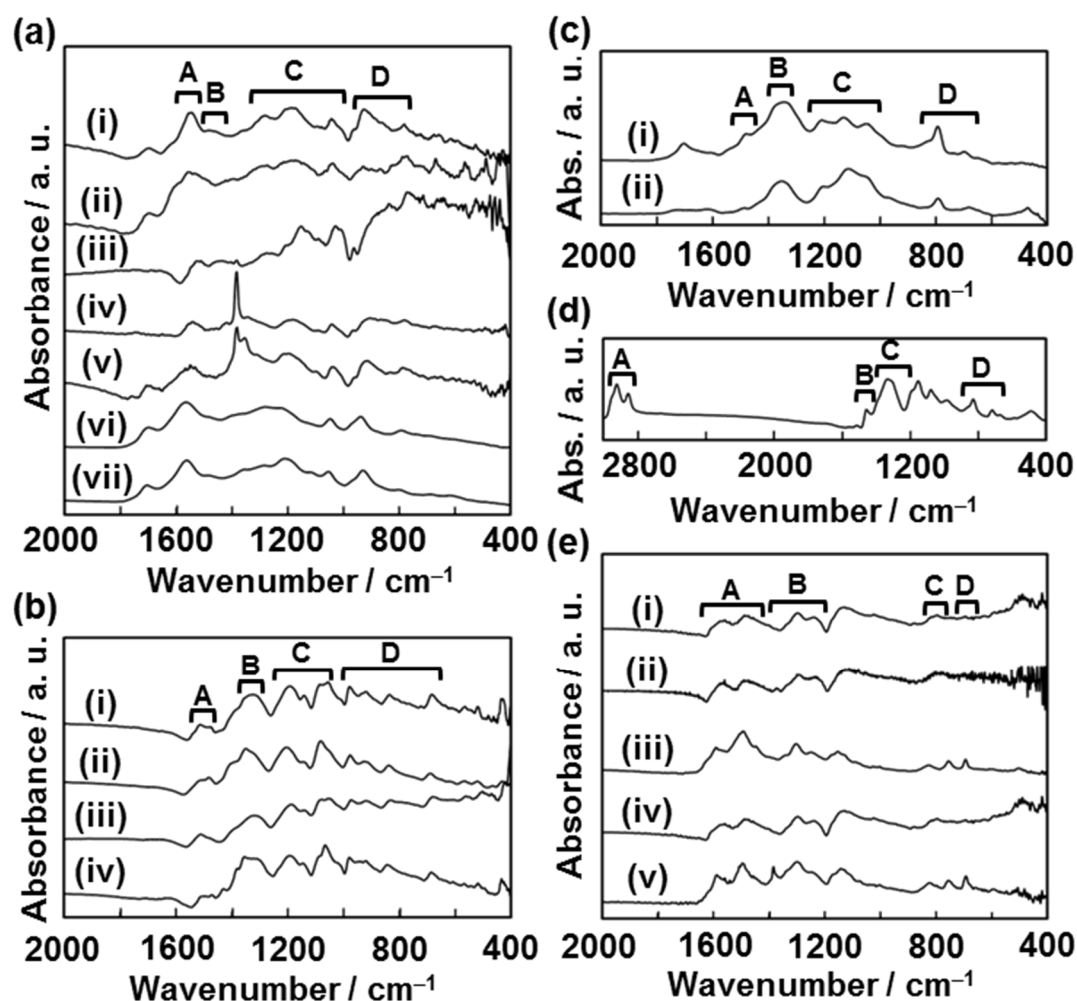 (a)
A
B
C
D
(i)
(ii)
(iii)
(iv)
(v)
(vi)
(vii)
Absorbance / a. u.
2000 1600 1200 800 400
Wavenumber / cm⁻¹
(b)
A
B
C
D
(i)
(ii)
(iii)
(iv)
Absorbance / a. u.
2000 1600 1200 800 400
Wavenumber / cm⁻¹
(c)
A
B
C
D
(i)
(ii)
Abs. / a. u.
2000 1600 1200 800 400
Wavenumber / cm⁻¹
(d)
A
B
C
D
Abs. / a. u.
2800 2000 1200 400
Wavenumber / cm⁻¹
(e)
A
B
C
D
(i)
(ii)
(iii)
(iv)
(v)
Absorbance / a. u.
2000 1600 1200 800 400
Wavenumber / cm⁻¹